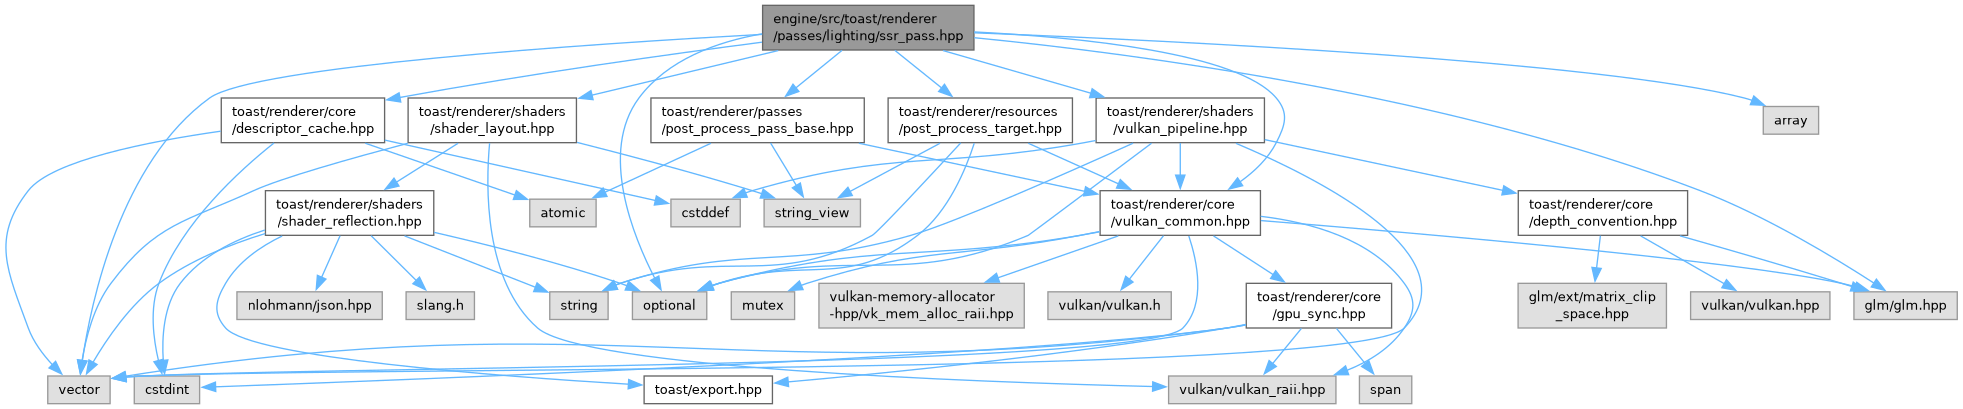 engine/src/toast/renderer
/passes/lighting/ssr_pass.hpp
toast/renderer/core
/descriptor_cache.hpp
toast/renderer/shaders
/shader_layout.hpp
toast/renderer/passes
/post_process_pass_base.hpp
toast/renderer/resources
/post_process_target.hpp
toast/renderer/shaders
/vulkan_pipeline.hpp
array
toast/renderer/shaders
/shader_reflection.hpp
atomic
cstddef
string_view
toast/renderer/core
/vulkan_common.hpp
toast/renderer/core
/depth_convention.hpp
nlohmann/json.hpp
slang.h
string
optional
mutex
vulkan-memory-allocator
-hpp/vk_mem_alloc_raii.hpp
vulkan/vulkan.h
toast/renderer/core
/gpu_sync.hpp
glm/ext/matrix_clip
_space.hpp
vulkan/vulkan.hpp
glm/glm.hpp
vector
cstdint
toast/export.hpp
vulkan/vulkan_raii.hpp
span